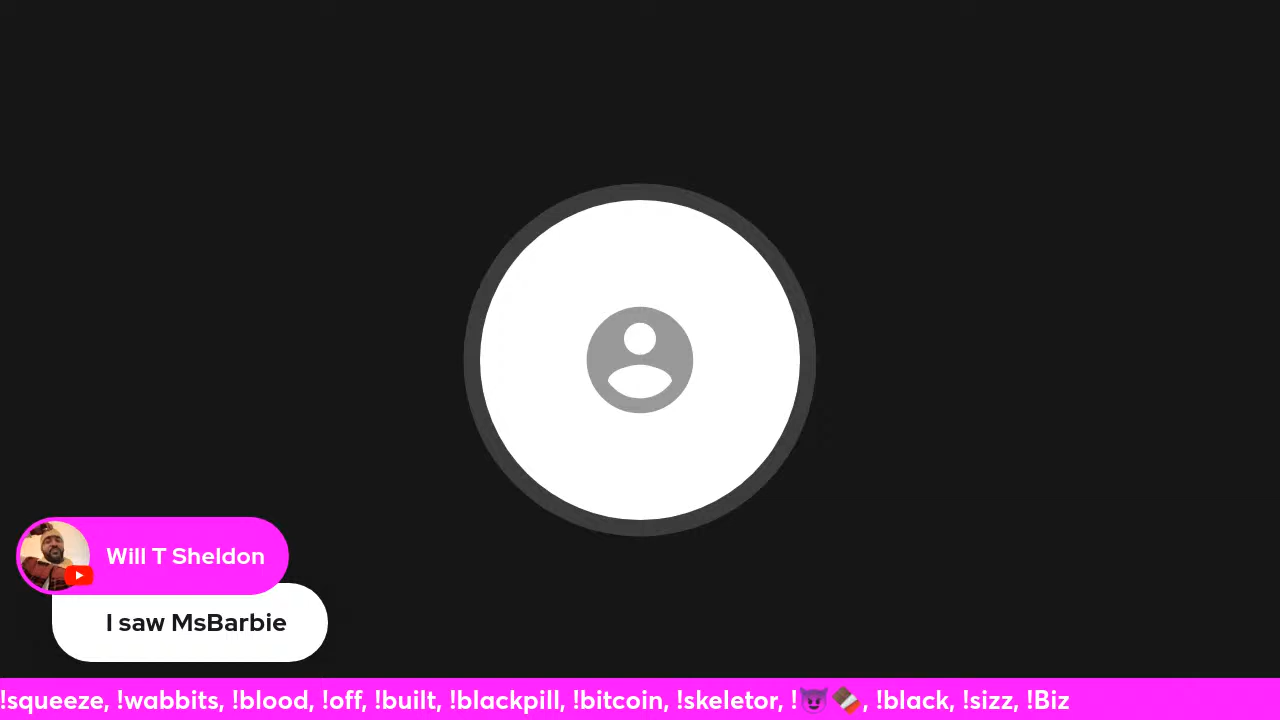 Will T Sheldon
I saw MsBarbie
!squeeze, !wabbits, !blood, !off, !built, !blackpill, !bitcoin, !skeletor, !😈🍫, !black, !sizz, !Biz